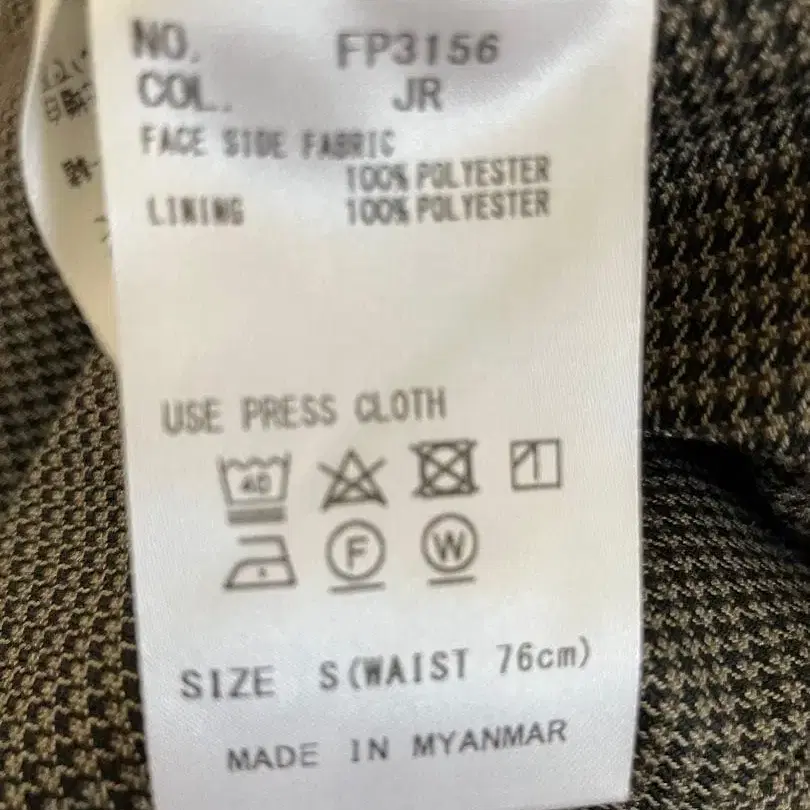 NO. FP3156
COL. JR
FACE SIDE FABRIC
100% POLYESTER
LINING 100% POLYESTER
USE PRESS CLOTH
40
F W
SIZE S(WAIST 76cm)
MADE IN MYANMAR